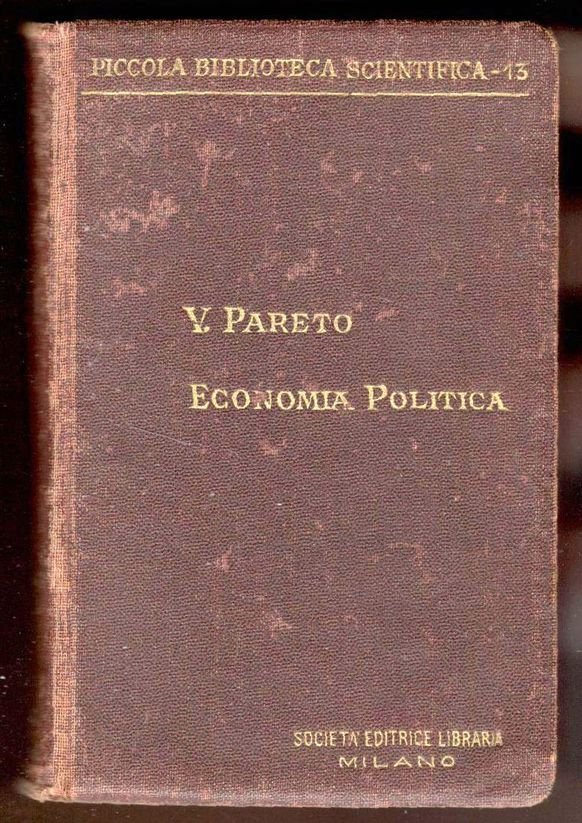 PICCOLA BIBLIOTECA SCIENTIFICA-13
V. PARETO
ECONOMIA POLITICA
SOCIETA' EDITRICE LIBRARIA
MILANO